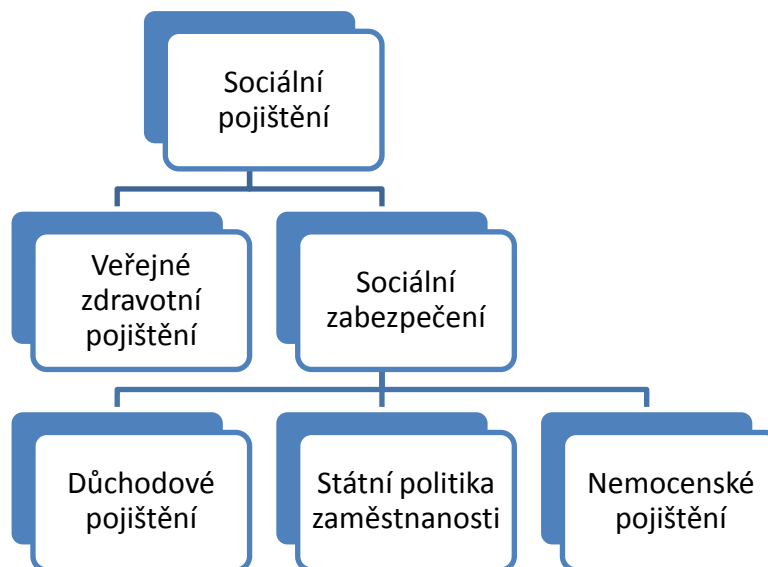 Sociální
pojištění
Veřejné
zdravotní
pojištění
Sociální
zabezpečení
Důchodové
pojištění
Státní politika
zaměstnanosti
Nemocenské
pojištění